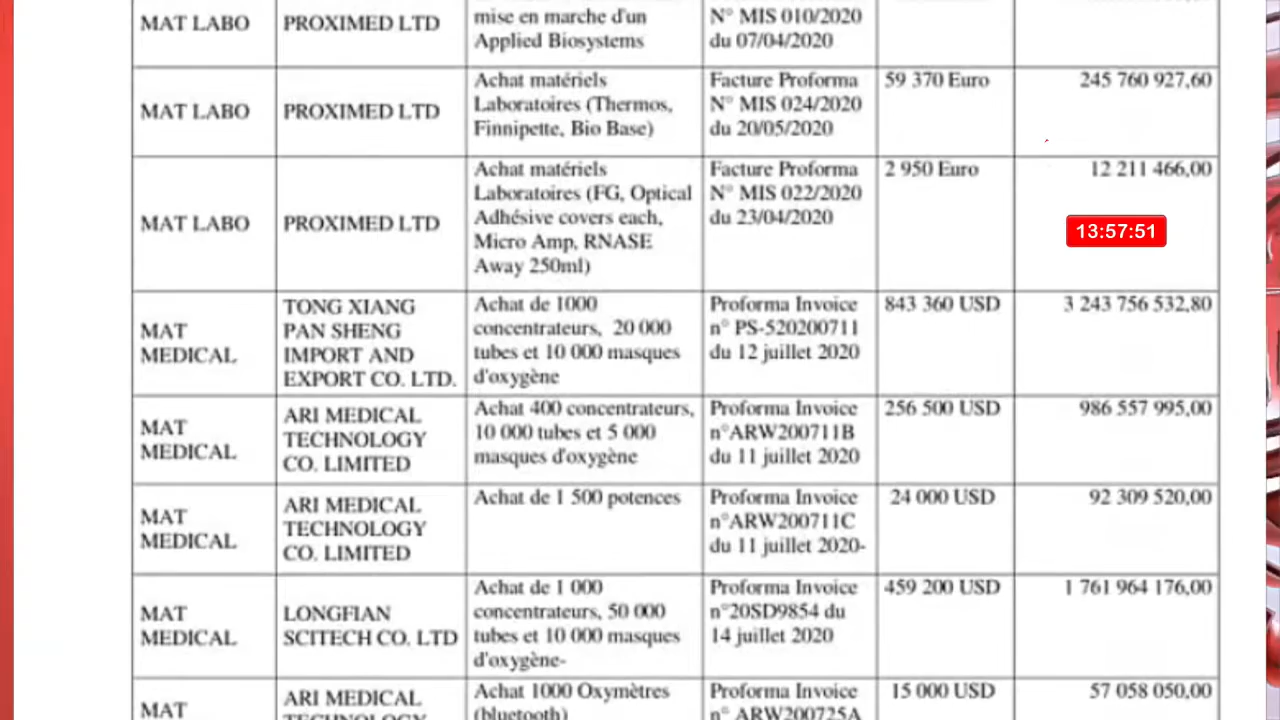 MAT LABO
PROXIMED LTD
mise en marche d'un
Applied Biosystems
N° MIS 010/2020
du 07/04/2020
MAT LABO
PROXIMED LTD
Achat matériels
Laboratoires (Thermos,
Finnipette, Bio Base)
Facture Proforma
N° MIS 024/2020
du 20/05/2020
59 370 Euro
245 760 927,60
MAT LABO
PROXIMED LTD
Achat matériels
Laboratoires (FG, Optical
Adhésive covers each,
Micro Amp, RNASE
Away 250ml)
Facture Proforma
N° MIS 022/2020
du 23/04/2020
2 950 Euro
12 211 466,00
13:57:51
MAT
MEDICAL
TONG XIANG
PAN SHENG
IMPORT AND
EXPORT CO. LTD.
Achat de 1000
concentrateurs, 20 000
tubes et 10 000 masques
d'oxygène
Proforma Invoice
n° PS-520200711
du 12 juillet 2020
843 360 USD
3 243 756 532,80
MAT
MEDICAL
ARI MEDICAL
TECHNOLOGY
CO. LIMITED
Achat 400 concentrateurs,
10 000 tubes et 5 000
masques d'oxygène
Proforma Invoice
n°ARW200711B
du 11 juillet 2020
256 500 USD
986 557 995,00
MAT
MEDICAL
ARI MEDICAL
TECHNOLOGY
CO. LIMITED
Achat de 1 500 potences
Proforma Invoice
n°ARW200711C
du 11 juillet 2020-
24 000 USD
92 309 520,00
MAT
MEDICAL
LONGFIAN
SCITECH CO. LTD
Achat de 1 000
concentrateurs, 50 000
tubes et 10 000 masques
d'oxygène-
Proforma Invoice
n°20SD9854 du
14 juillet 2020
459 200 USD
1 761 964 176,00
MAT
ARI MEDICAL
TECHNOLOGY
Achat 1000 Oxymètres
(bluetooth)
Proforma Invoice
n° ARW200725A
15 000 USD
57 058 050,00